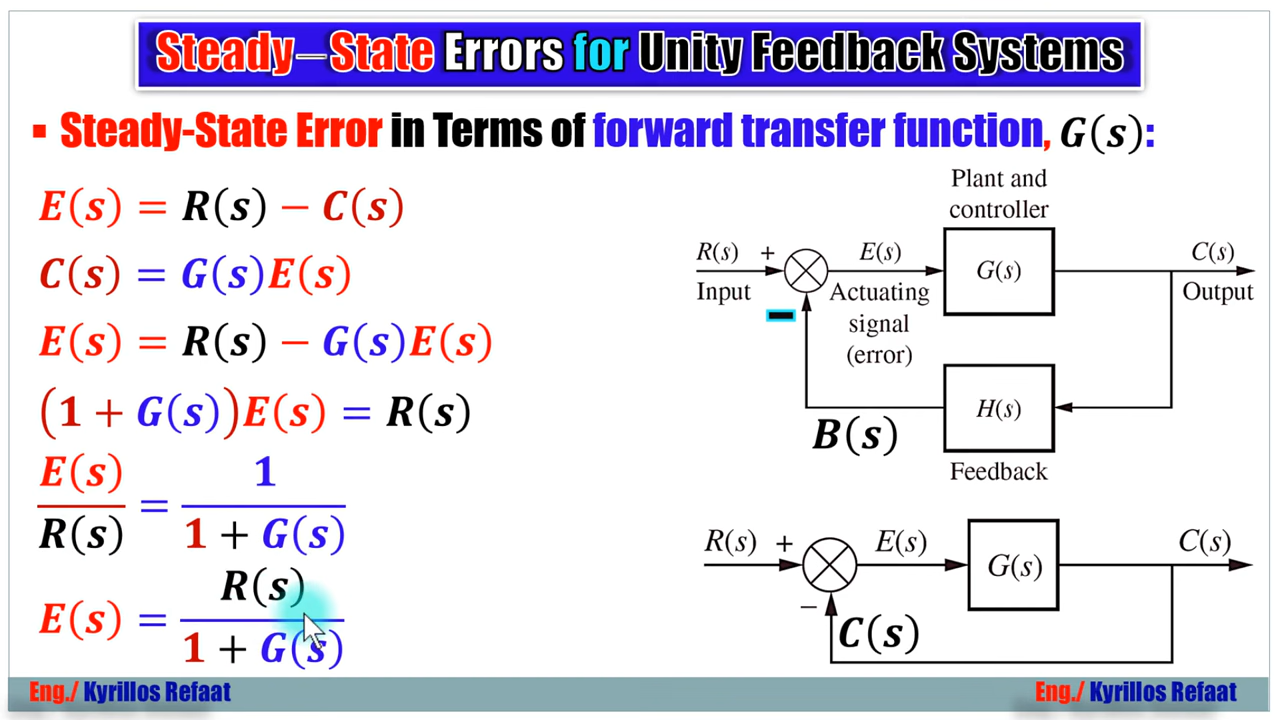 Steady—State Errors for Unity Feedback Systems
▪ Steady-State Error in Terms of forward transfer function, G(s):
E(s) = R(s) − C(s)
C(s) = G(s)E(s)
E(s) = R(s) − G(s)E(s)
(1 + G(s))E(s) = R(s)
E(s)/R(s) = 1/(1 + G(s))
E(s) = R(s)/(1 + G(s))
Plant and
controller
R(s) + E(s) G(s) C(s)
Input Actuating Output
− signal
(error)
H(s)
B(s)
Feedback
R(s) + E(s) G(s) C(s)
− C(s)
Eng./ Kyrillos Refaat
Eng./ Kyrillos Refaat